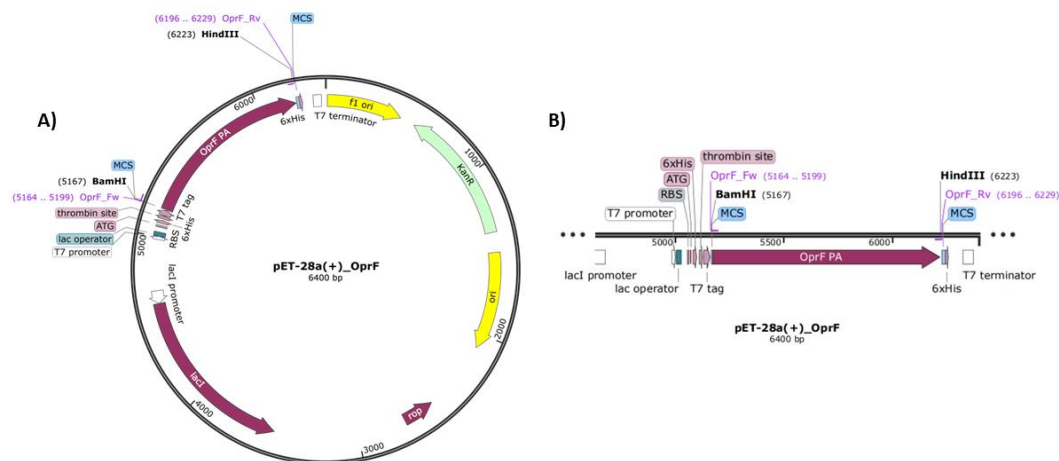 A)
(6196 .. 6229) OprF_Rv
MCS
(6223) HindIII
6000
OprF PA
6xHis
T7 terminator
f1 ori
1000
KanR
MCS
(5167) BamHI
(5164 .. 5199) OprF_Fw
thrombin site
ATG
lac operator
T7 promoter
5000
RBS
6xHis
T7 tag
lacI promoter
pET-28a(+)_OprF
6400 bp
ori
2000
lacI
4000
rop
3000
B)
thrombin site
6xHis
OprF_Fw (5164 .. 5199)
HindIII (6223)
ATG
BamHI (5167)
OprF_Rv (6196 .. 6229)
RBS
MCS
MCS
T7 promoter
5000
5500
6000
OprF PA
lacI promoter
T7 terminator
lac operator
T7 tag
6xHis
pET-28a(+)_OprF
6400 bp